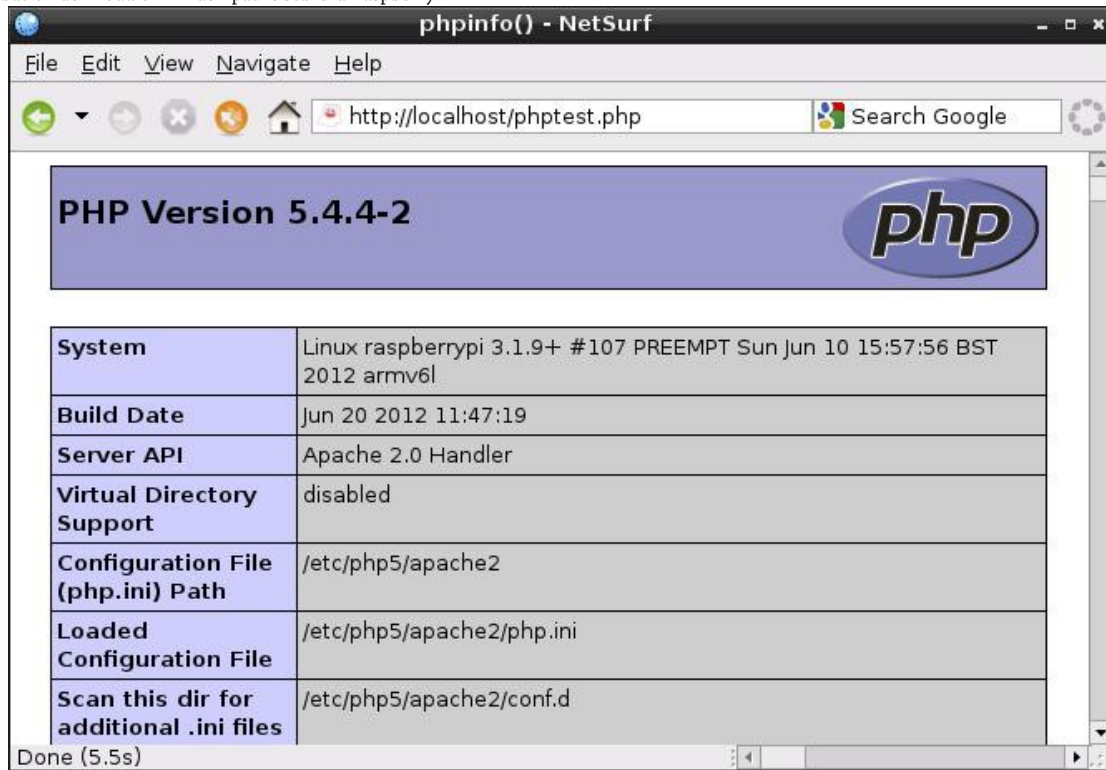 phpinfo() - NetSurf
File Edit View Navigate Help
http://localhost/phptest.php
Search Google
PHP Version 5.4.4-2
php
System
Linux raspberrypi 3.1.9+ #107 PREEMPT Sun Jun 10 15:57:56 BST
2012 armv6l
Build Date
Jun 20 2012 11:47:19
Server API
Apache 2.0 Handler
Virtual Directory
Support
disabled
Configuration File
(php.ini) Path
/etc/php5/apache2
Loaded
Configuration File
/etc/php5/apache2/php.ini
Scan this dir for
additional .ini files
/etc/php5/apache2/conf.d
Done (5.5s)